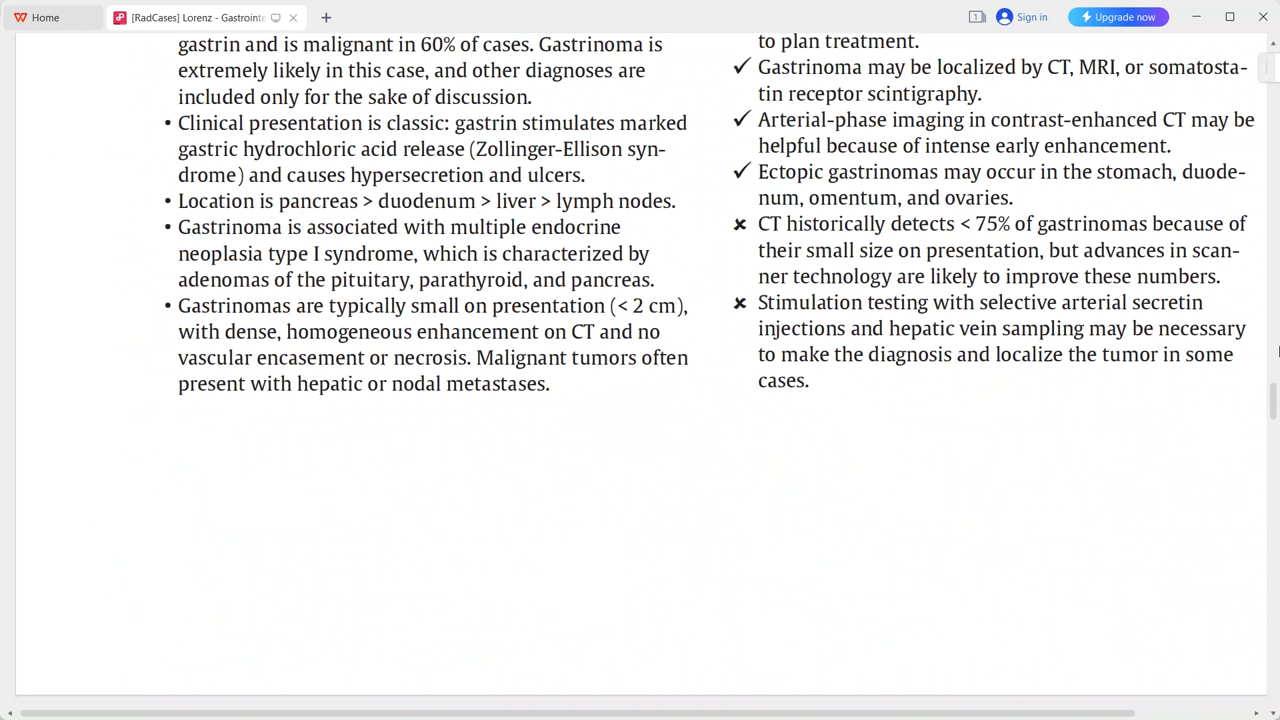 Home
[RadCases] Lorenz - Gastrointe
Sign in
Upgrade now
gastrin and is malignant in 60% of cases. Gastrinoma is
extremely likely in this case, and other diagnoses are
included only for the sake of discussion.
• Clinical presentation is classic: gastrin stimulates marked
gastric hydrochloric acid release (Zollinger-Ellison syn-
drome) and causes hypersecretion and ulcers.
• Location is pancreas > duodenum > liver > lymph nodes.
• Gastrinoma is associated with multiple endocrine
neoplasia type I syndrome, which is characterized by
adenomas of the pituitary, parathyroid, and pancreas.
• Gastrinomas are typically small on presentation (< 2 cm),
with dense, homogeneous enhancement on CT and no
vascular encasement or necrosis. Malignant tumors often
present with hepatic or nodal metastases.
to plan treatment.
✓ Gastrinoma may be localized by CT, MRI, or somatosta-
tin receptor scintigraphy.
✓ Arterial-phase imaging in contrast-enhanced CT may be
helpful because of intense early enhancement.
✓ Ectopic gastrinomas may occur in the stomach, duode-
num, omentum, and ovaries.
✗ CT historically detects < 75% of gastrinomas because of
their small size on presentation, but advances in scan-
ner technology are likely to improve these numbers.
✗ Stimulation testing with selective arterial secretin
injections and hepatic vein sampling may be necessary
to make the diagnosis and localize the tumor in some
cases.